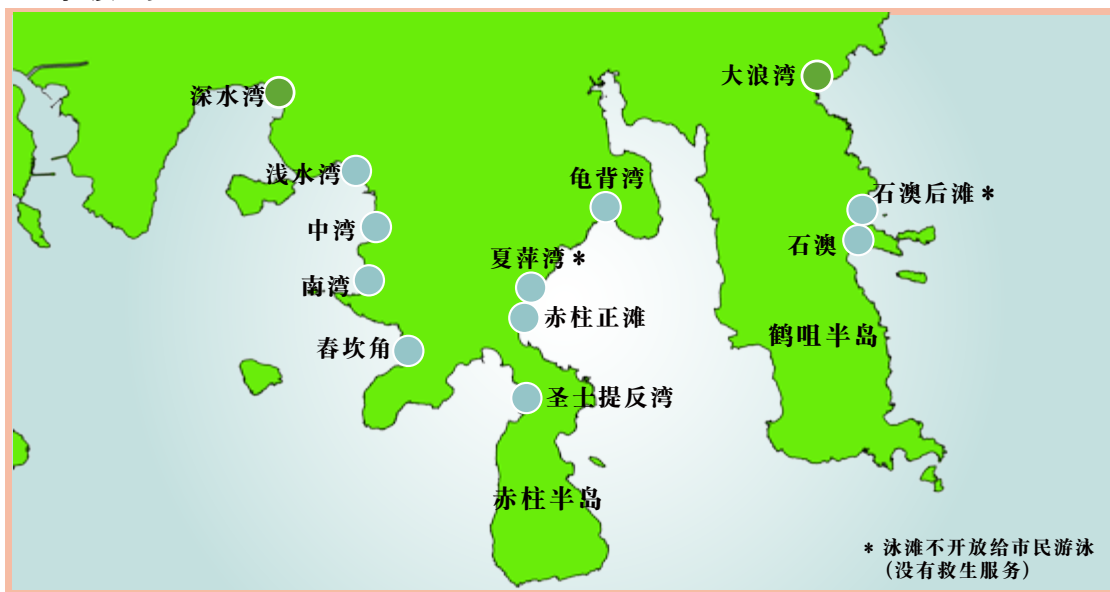 大浪湾
深水湾
浅水湾
龟背湾
石澳后滩*
中湾
石澳
夏萍湾*
南湾
赤柱正滩
鹤咀半岛
舂坎角
圣士提反湾
赤柱半岛
* 泳滩不开放给市民游泳
(没有救生服务)